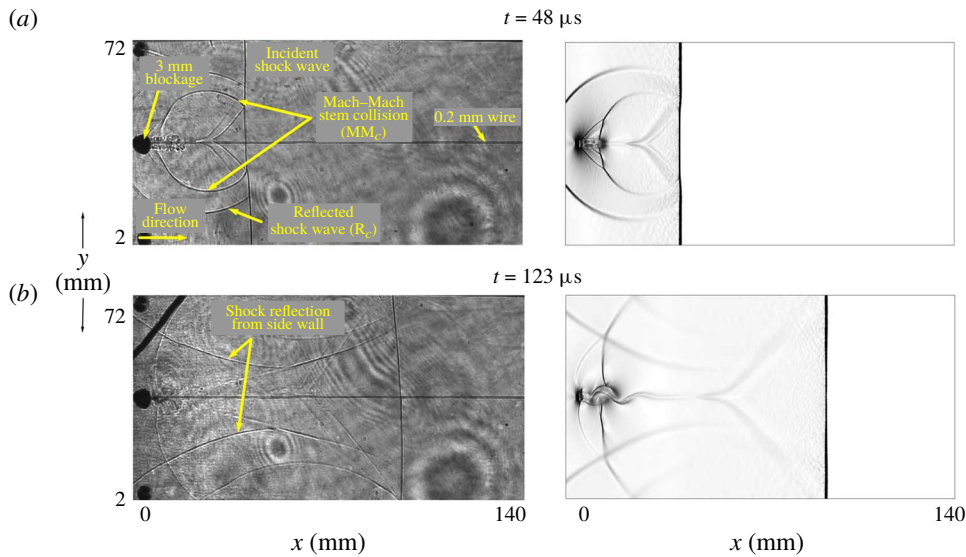 (a)
t = 48 μs
72
3 mm
blockage
Incident
shock wave
Mach–Mach
stem collision
(MMc)
0.2 mm wire
Flow
direction
Reflected
shock wave (Rc)
2
y
(mm)
(b)
t = 123 μs
72
Shock reflection
from side wall
2
0
140
0
140
x (mm)
x (mm)